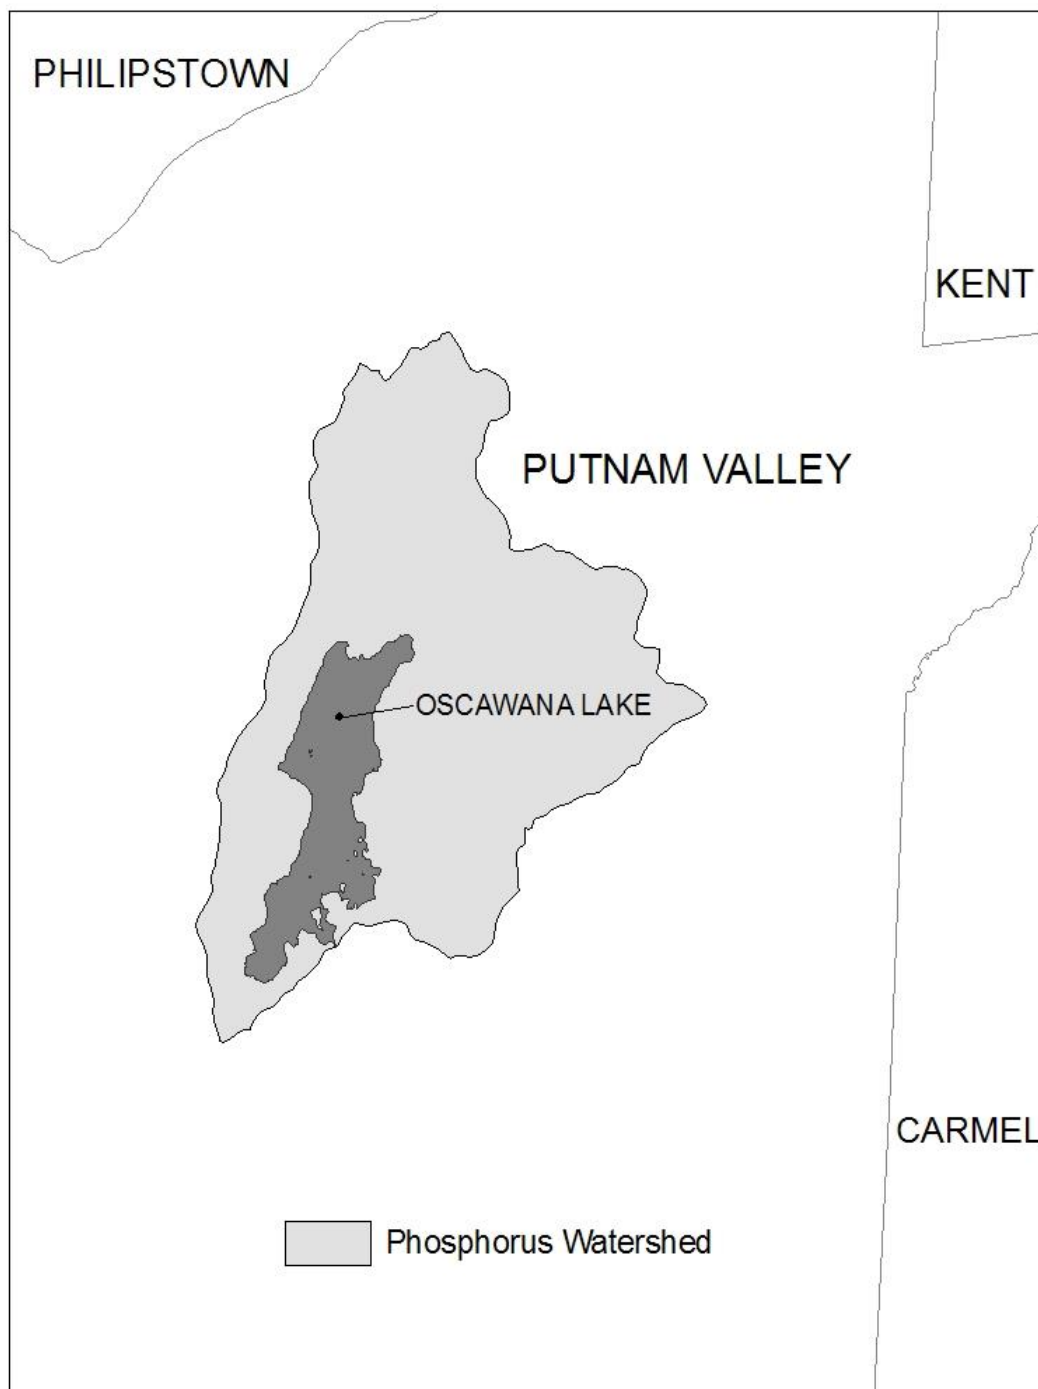 PHILIPSTOWN
KENT
PUTNAM VALLEY
OSCAWANA LAKE
CARMEL
Phosphorus Watershed